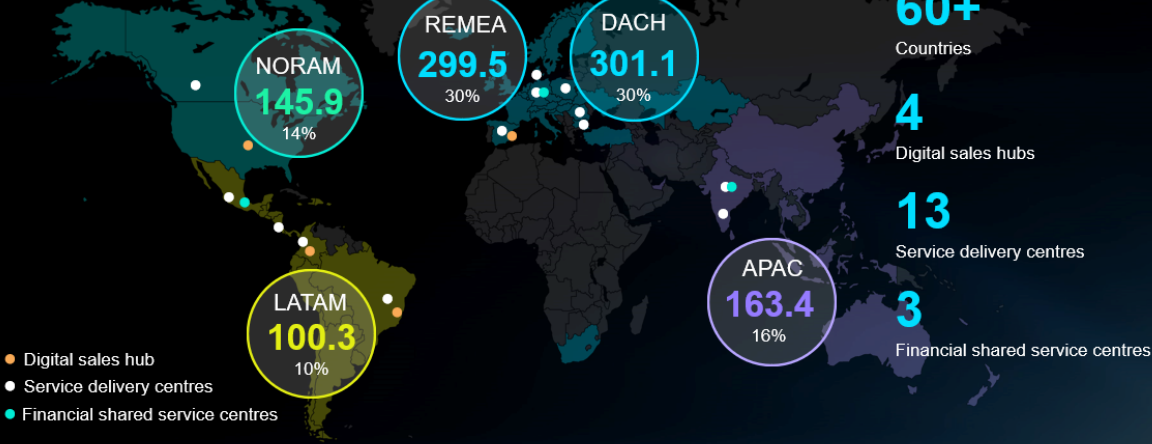 REMEA
299.5
30%
DACH
301.1
30%
60+
Countries
NORAM
145.9
14%
4
Digital sales hubs
13
Service delivery centres
APAC
163.4
16%
3
Financial shared service centres
LATAM
100.3
10%
Digital sales hub
Service delivery centres
Financial shared service centres